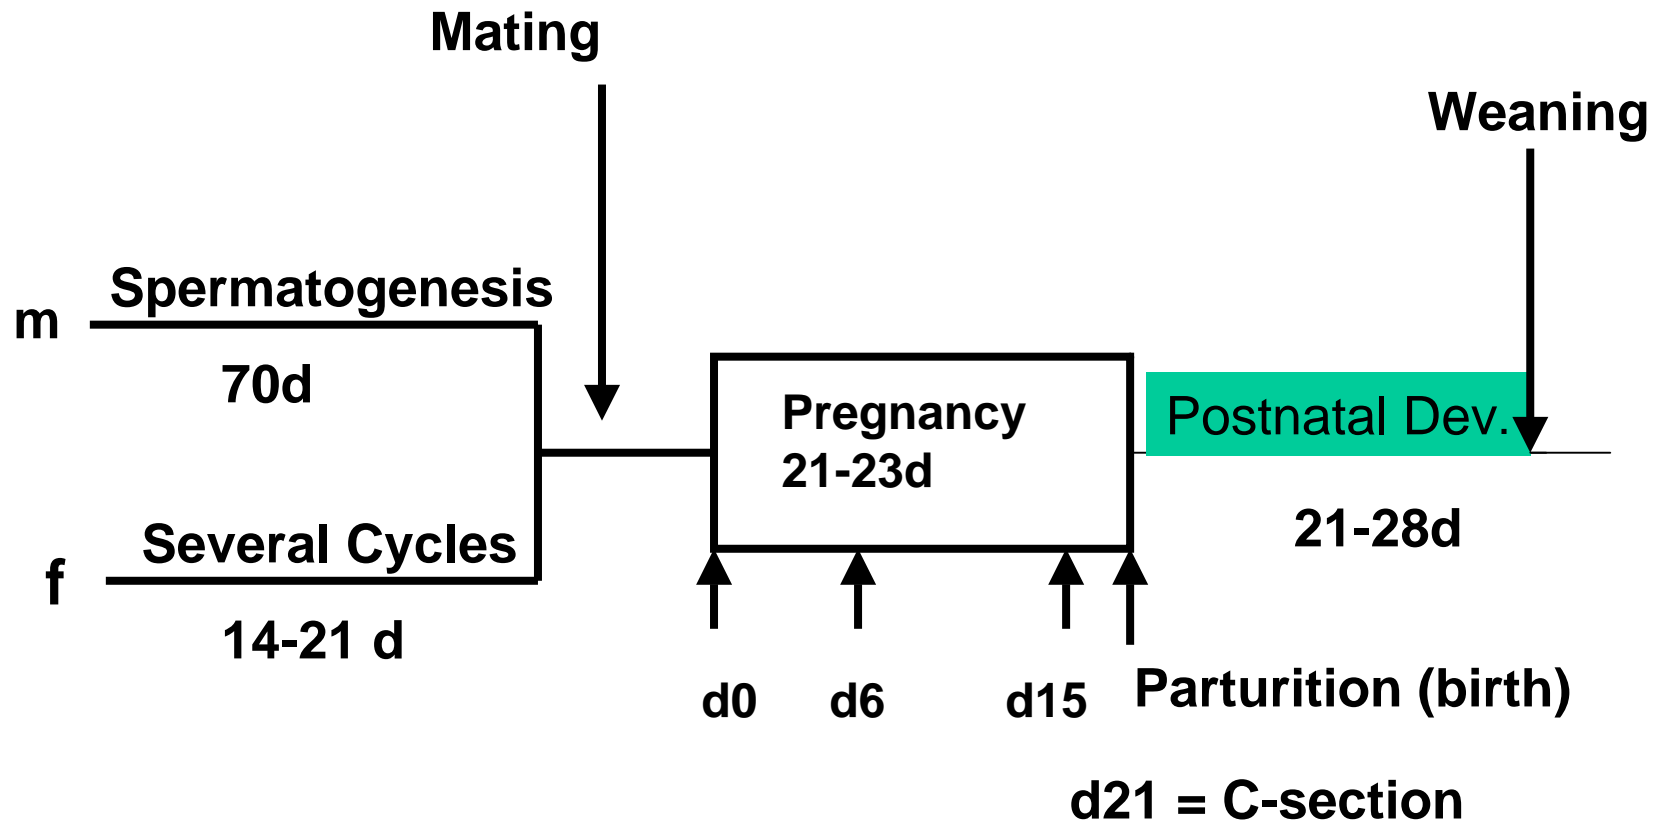 Mating
Weaning
Spermatogenesis
m
70d
Pregnancy
21-23d
Postnatal Dev.
21-28d
Several Cycles
f
14-21 d
d0
d6
d15
Parturition (birth)
d21 = C-section